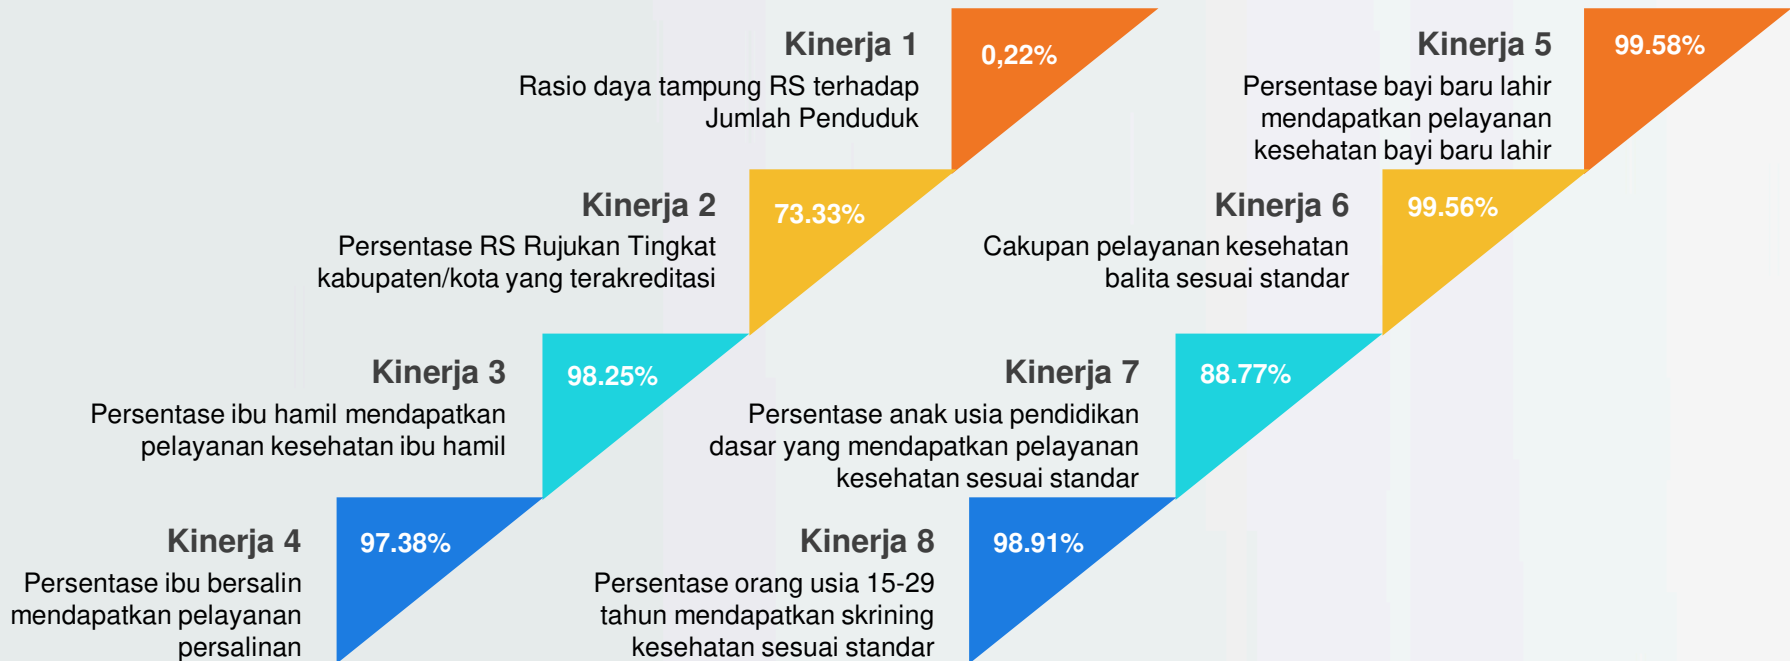 Kinerja 1
0,22%
Rasio daya tampung RS terhadap
Jumlah Penduduk
Kinerja 2
73.33%
Persentase RS Rujukan Tingkat
kabupaten/kota yang terakreditasi
Kinerja 3
98.25%
Persentase ibu hamil mendapatkan
pelayanan kesehatan ibu hamil
Kinerja 4
97.38%
Persentase ibu bersalin
mendapatkan pelayanan
persalinan
Kinerja 5
99.58%
Persentase bayi baru lahir
mendapatkan pelayanan
kesehatan bayi baru lahir
Kinerja 6
99.56%
Cakupan pelayanan kesehatan
balita sesuai standar
Kinerja 7
88.77%
Persentase anak usia pendidikan
dasar yang mendapatkan pelayanan
kesehatan sesuai standar
Kinerja 8
98.91%
Persentase orang usia 15-29
tahun mendapatkan skrining
kesehatan sesuai standar